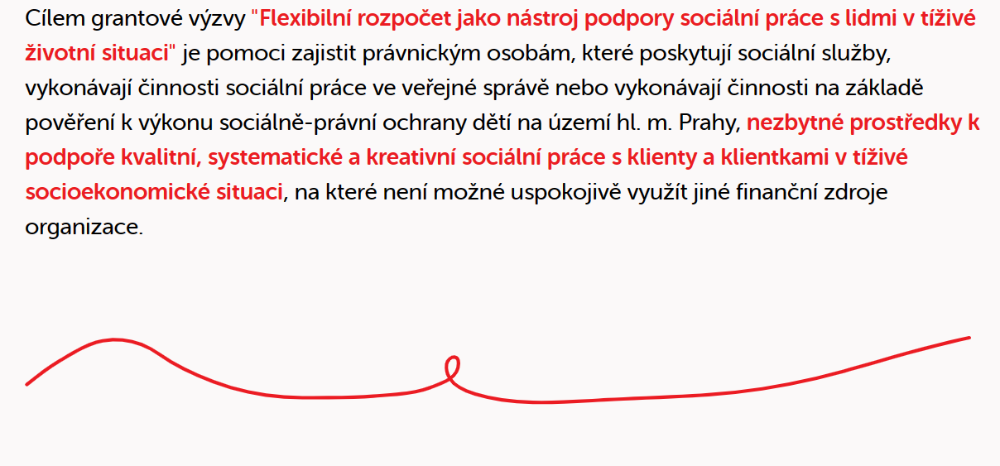 Cílem grantové výzvy "Flexibilní rozpočet jako nástroj podpory sociální práce s lidmi v tíživé
životní situaci" je pomoci zajistit právnickým osobám, které poskytují sociální služby,
vykonávají činnosti sociální práce ve veřejné správě nebo vykonávají činnosti na základě
pověření k výkonu sociálně-právní ochrany dětí na území hl. m. Prahy, nezbytné prostředky k
podpoře kvalitní, systematické a kreativní sociální práce s klienty a klientkami v tíživé
socioekonomické situaci, na které není možné uspokojivě využít jiné finanční zdroje
organizace.